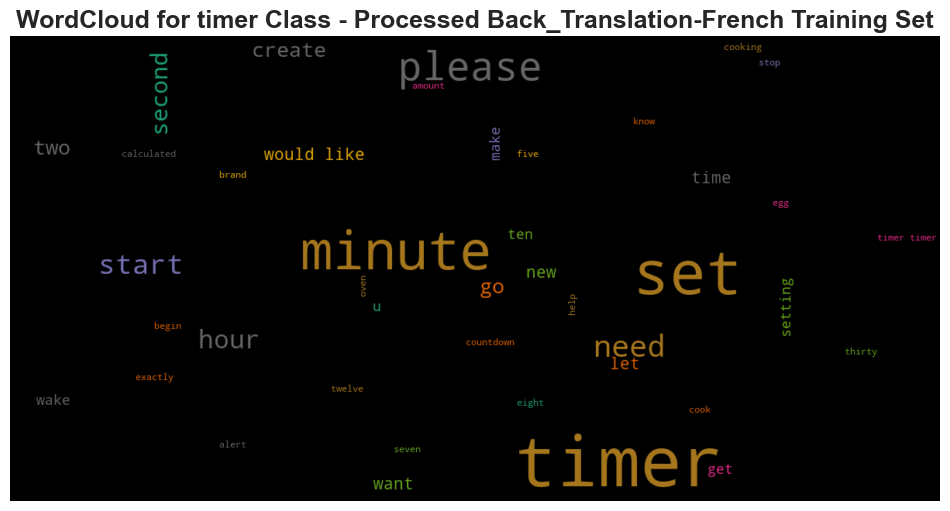 WordCloud for timer Class - Processed Back_Translation-French Training Set
create
please
cooking
stop
second
amount
know
two
calculated
would like
make
five
brand
time
egg
ten
timer timer
minute
start
new
set
go
oven
u
help
setting
begin
hour
countdown
need
let
thirty
exactly
twelve
wake
eight
cook
alert
seven
timer
get
want